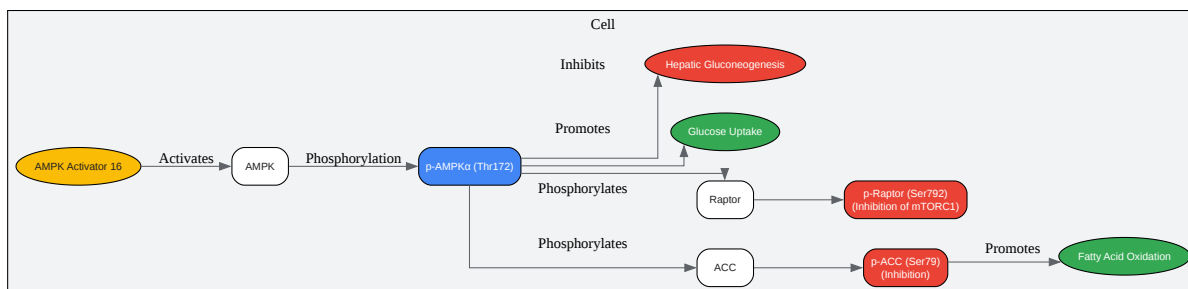 Cell
Inhibits
Hepatic Gluconeogenesis
Promotes
Glucose Uptake
AMPK Activator 16
Activates
AMPK
Phosphorylation
p-AMPKα (Thr172)
Phosphorylates
Raptor
p-Raptor (Ser792)
(Inhibition of mTORC1)
Phosphorylates
ACC
p-ACC (Ser79)
(Inhibition)
Promotes
Fatty Acid Oxidation